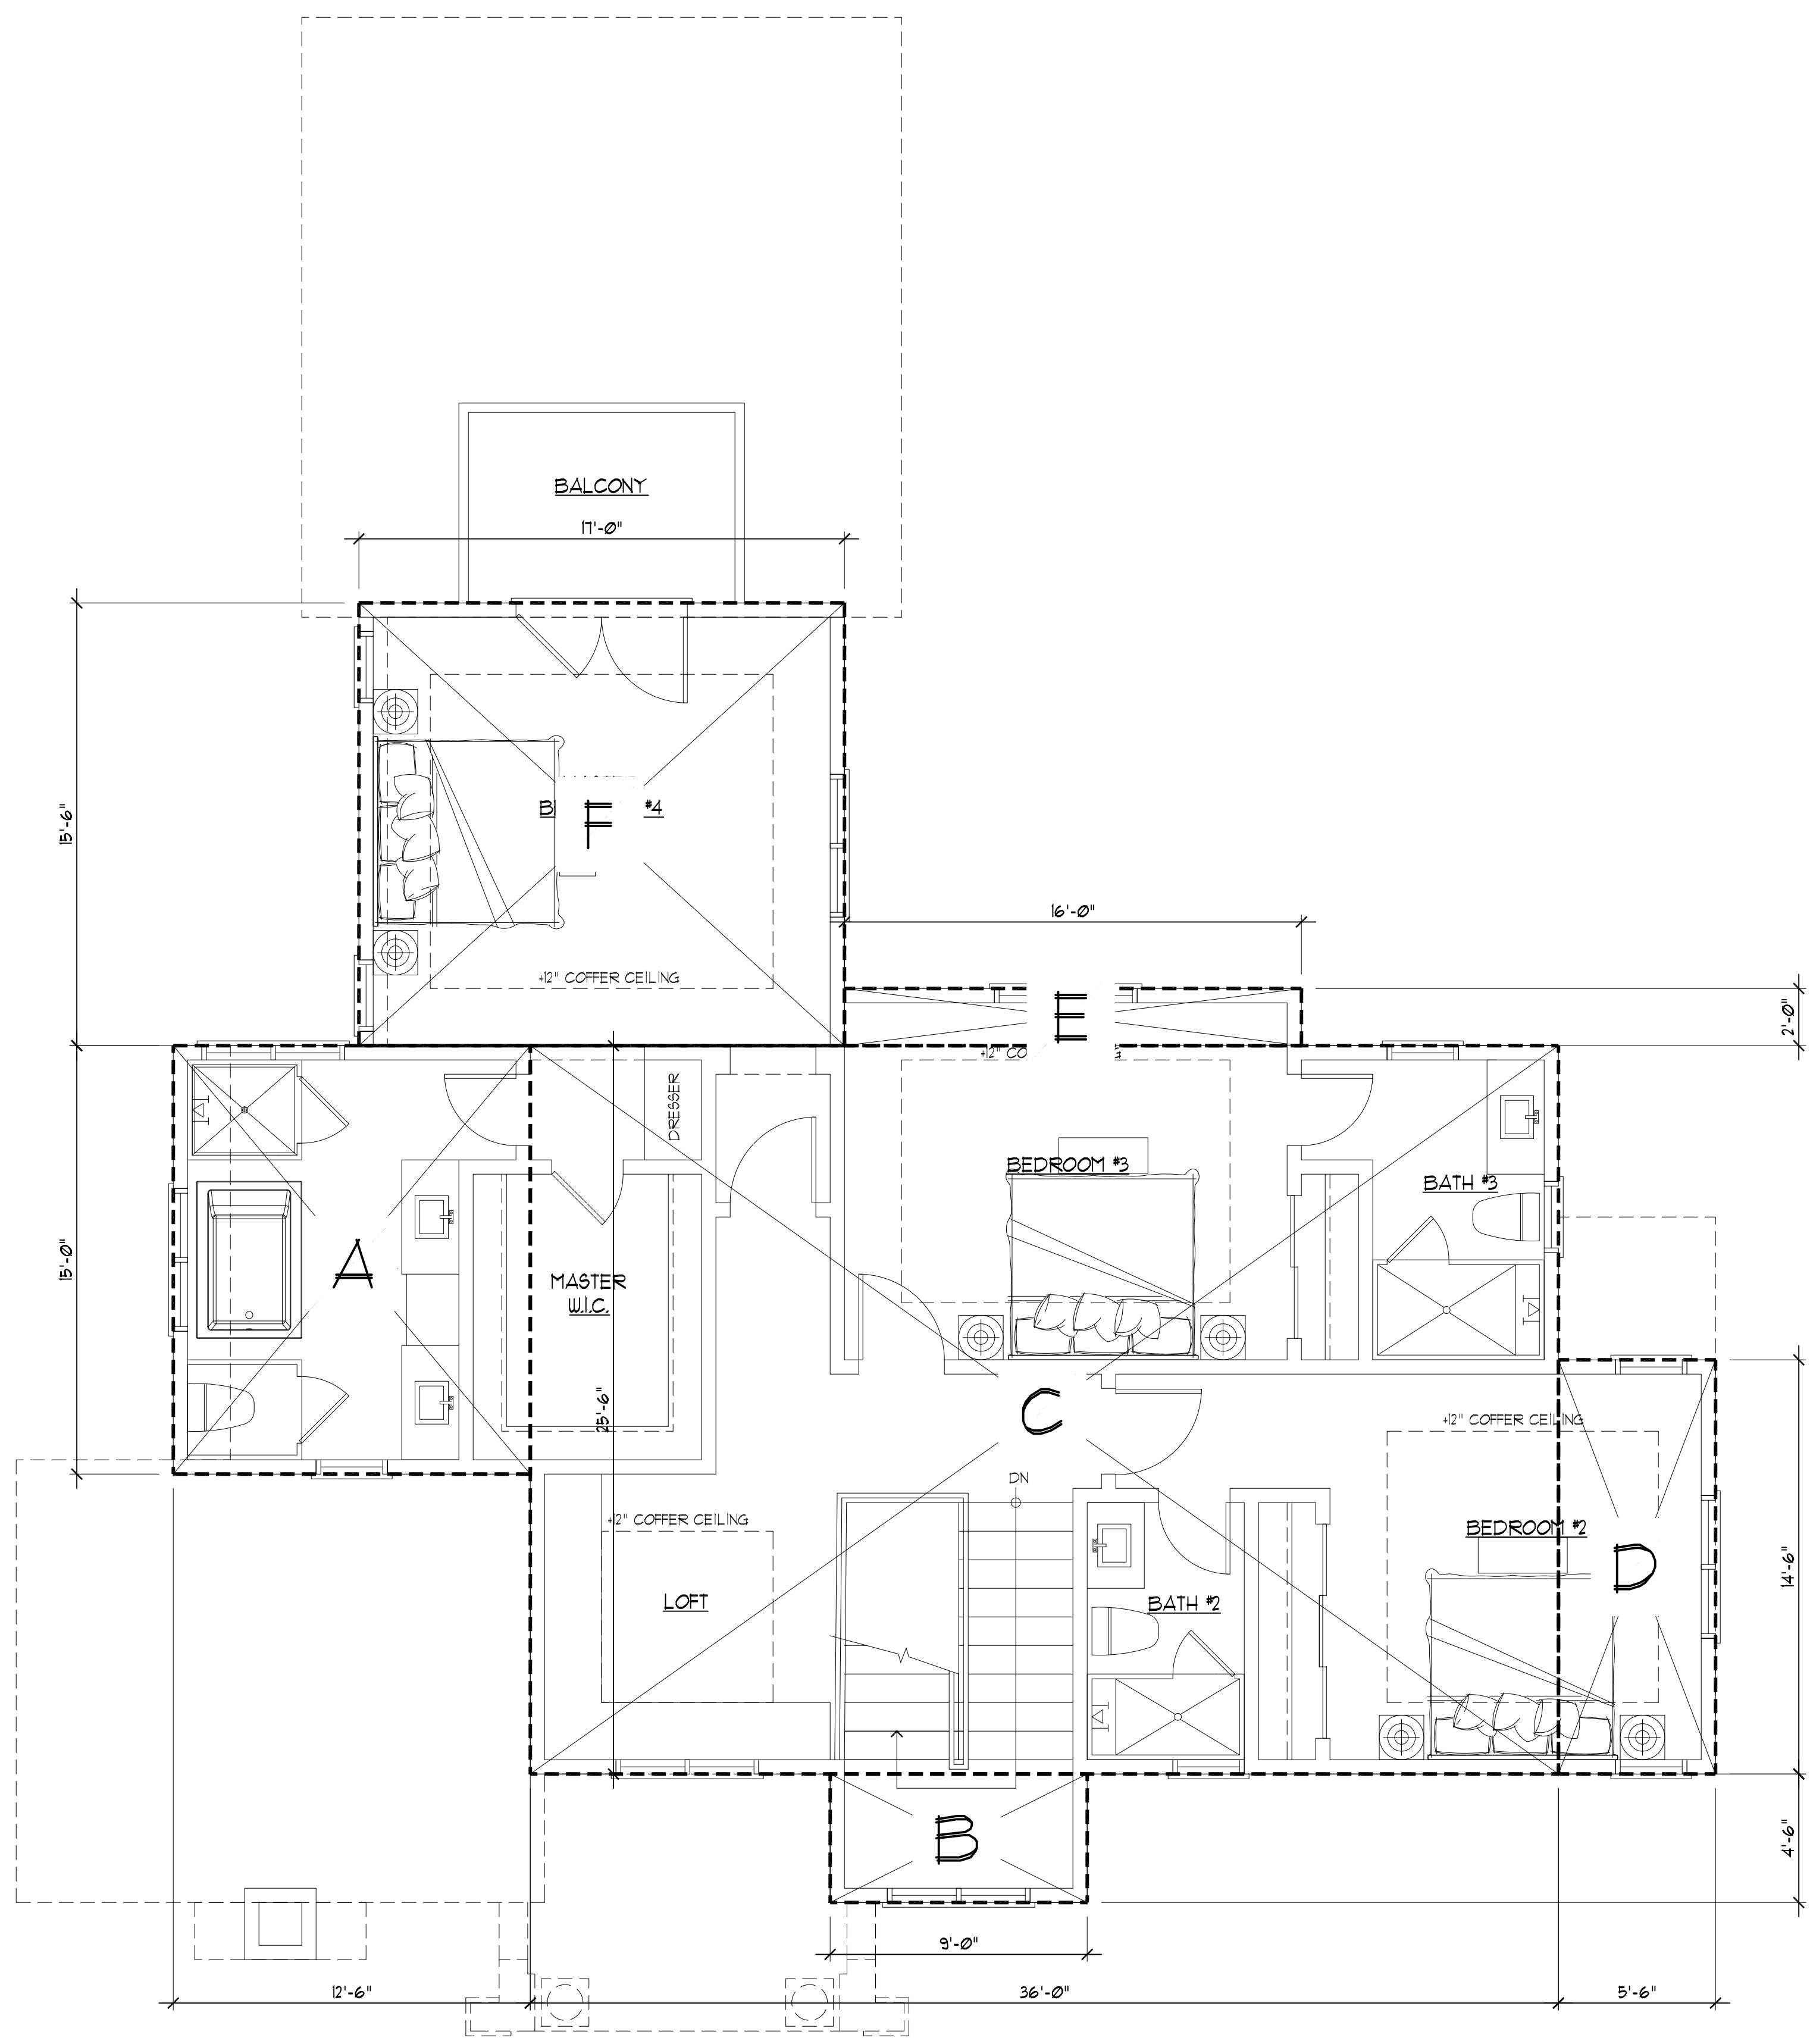 BALCONY
17'-0"
15'-6"
#4
F
16'-0"
+12" COFFER CEILING
2'-0"
E
DRESSER
BEDROOM #3
BATH #3
15'-0"
A
MASTER
W.I.C.
25'-6"
C
+12" COFFER CEILING
DN
+12" COFFER CEILING
BEDROOM #2
D
14'-6"
LOFT
BATH #2
B
4'-6"
9'-0"
12'-6"
36'-0"
5'-6"